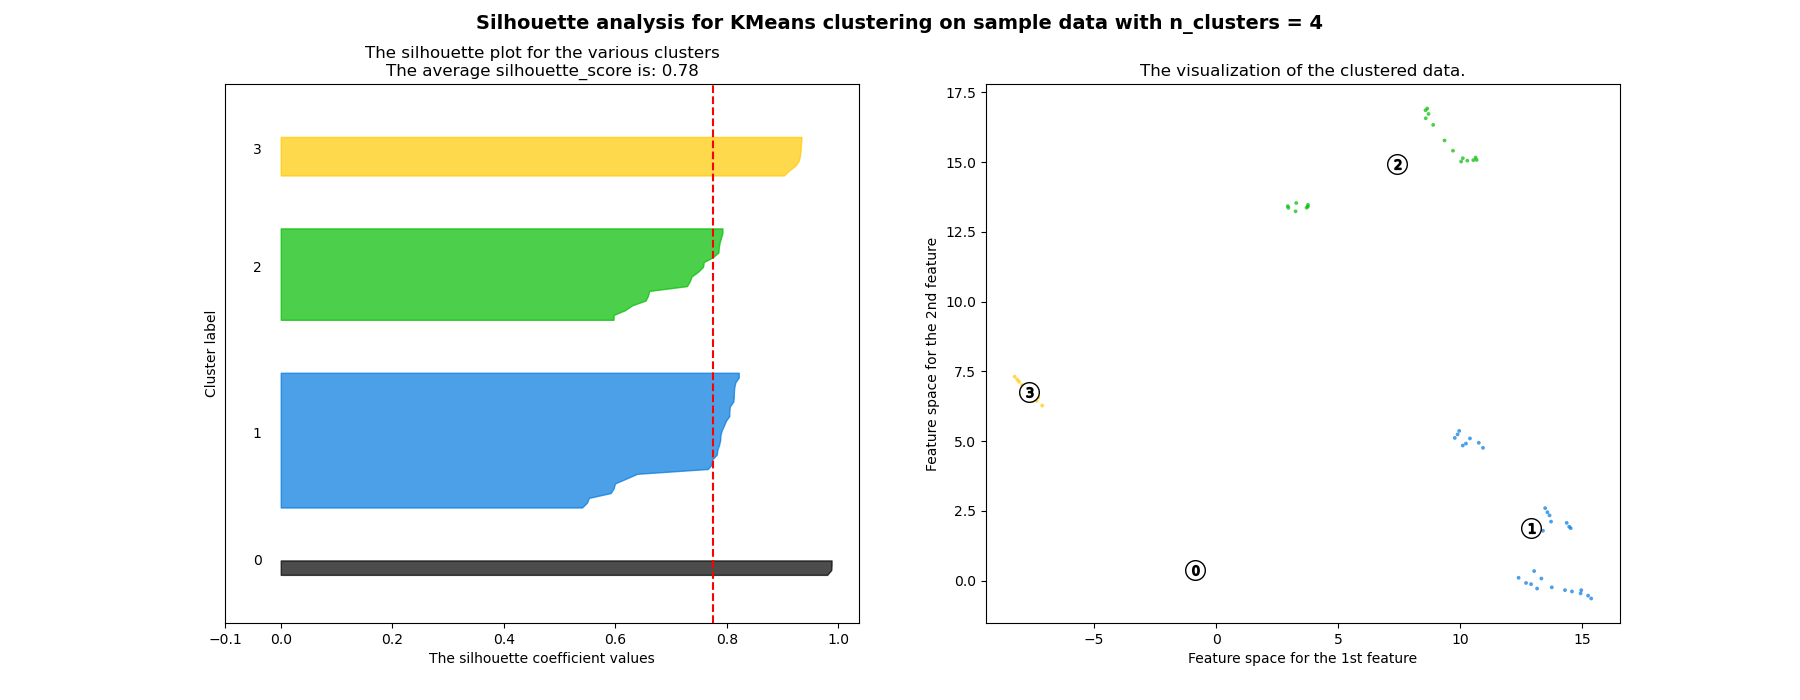 Silhouette analysis for KMeans clustering on sample data with n_clusters = 4
The silhouette plot for the various clusters
The average silhouette_score is: 0.78
3
2
1
0
Cluster label
−0.1 0.0 0.2 0.4 0.6 0.8 1.0
The silhouette coefficient values
The visualization of the clustered data.
17.5
15.0
12.5
10.0
7.5
5.0
2.5
0.0
Feature space for the 2nd feature
2
3
1
0
−5 0 5 10 15
Feature space for the 1st feature